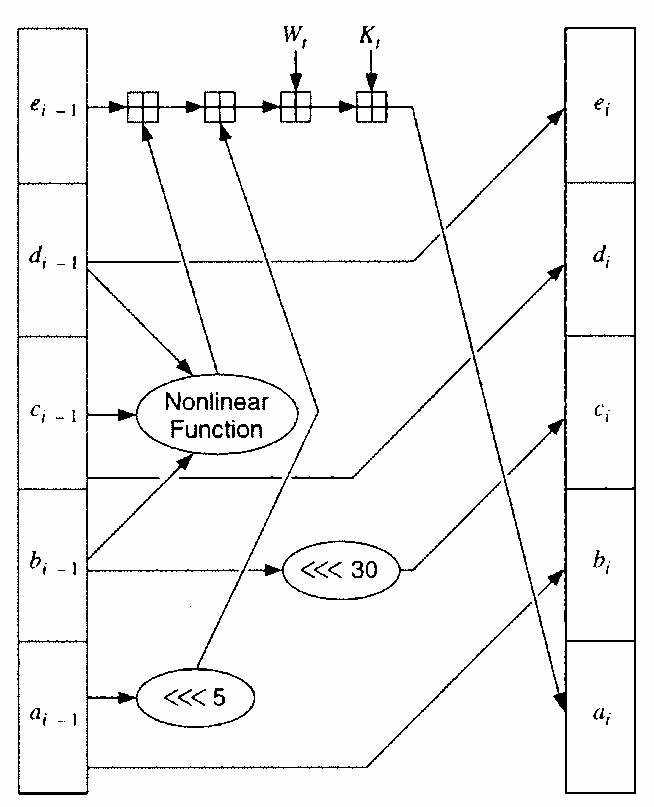 W_t K_t
e_{i-1} e_i
d_{i-1} d_i
c_{i-1} Nonlinear c_i
Function
b_{i-1} <<< 30 b_i
a_{i-1} <<< 5 a_i